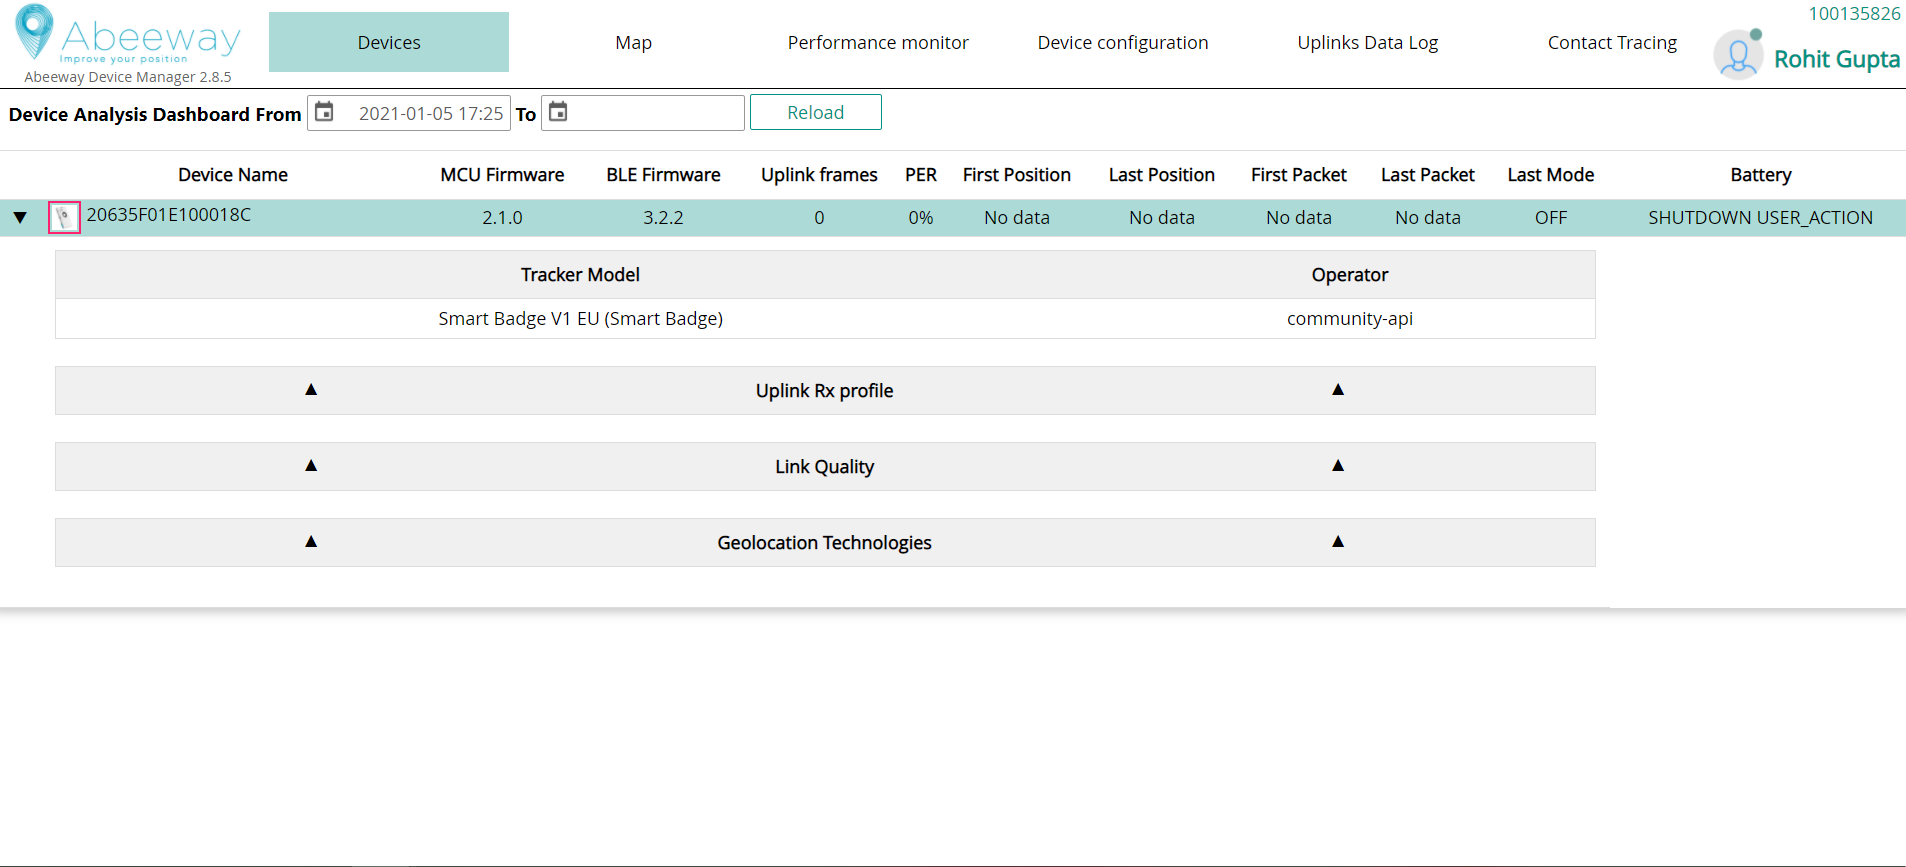 100135826
Abeeway
Improve your position
Abeeway Device Manager 2.8.5
Devices Map Performance monitor Device configuration Uplinks Data Log Contact Tracing Rohit Gupta
Device Analysis Dashboard From 2021-01-05 17:25 To Reload
Device Name MCU Firmware BLE Firmware Uplink frames PER First Position Last Position First Packet Last Packet Last Mode Battery
▼ 20635F01E100018C 2.1.0 3.2.2 0 0% No data No data No data No data OFF SHUTDOWN USER_ACTION
Tracker Model Operator
Smart Badge V1 EU (Smart Badge) community-api
▲ Uplink Rx profile ▲
▲ Link Quality ▲
▲ Geolocation Technologies ▲